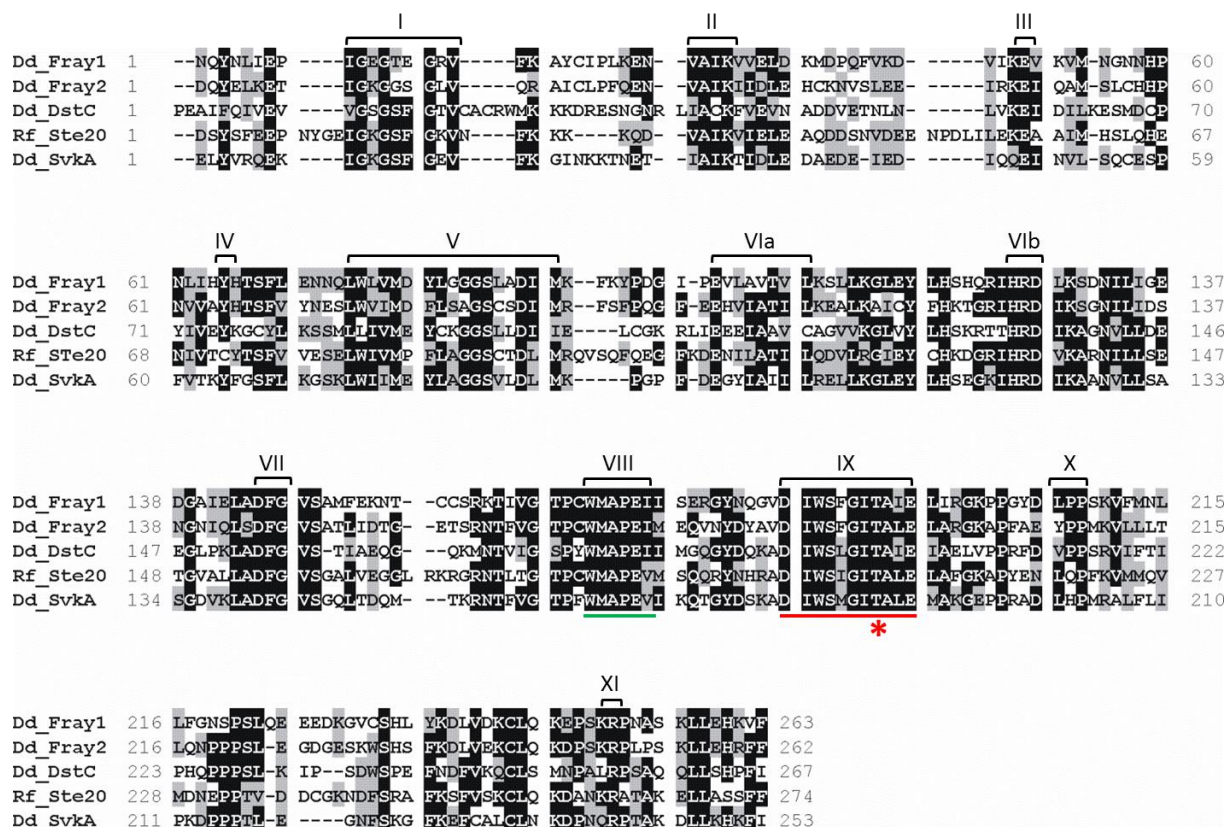 I II III
Dd_Fray1 1 --NQYNLIEP -----IGEGTE GRV-----FK AYCIPLKEN- -VAIKVVELD KMDPQFVKD- --------- -VIKEV KVM-NGNNHP 60
Dd_Fray2 1 --DQYELKET -----IGKGGS GLV-----QR AICLPFQEN- -VAIKIIDLE HCKNVSLEE- --------- -IRKEI QAM-SLCHHP 60
Dd_DstC 1 PEAIFQIVEV -----VGSGSF GTVCACRWMK KKDRESNGNR LIACKFVEVN ADDVETNLN- --------- -LVKEI DILKESMDCP 70
Rf_Ste20 1 --DSYSFEEP NYGEIGKGSF GKVN----FK KK-----KQD- -VAIKVIELE AQDDSNVDEE NPDLILEKEA AIM-HSLQHE 67
Dd_SvkA 1 --ELYVRQEK -----IGKGSF GEV-----FK GINKKTNET- -IAIKTIDLE DAEDE-IED- --------- -IQQEI NVL-SQCESP 59
IV V VIa VIb
Dd_Fray1 61 NLIHYHTSFL ENNQLWLVMD YLGGGSLADI MK--FKYPDG I-PEVLAVTV LKSLLKGLEY LHSHQRIHRD LKSDNILIGE 137
Dd_Fray2 61 NVVAYHTSFV YNESLWVIMD FLSAGSCSDI MR--FSFPQG F-EEHVIATI LKEALKAICY FHKTGRIHRD IKSGNILIDS 137
Dd_DstC 71 YIVEYKGCYL KSSMLLIVME YCKGGSLLDI IE----LCGK RLIEEEIAAV CAGVVKGLVY LHSKRTTHRD IKAGNVLLDE 146
Rf_STe20 68 NIVTCYTSFV VESELWIVMP FLAGGSCTDL MRQVSQFQEG FKDENILATI LQDVLRGIEY CHKDGRIHRD VKARNILLSE 147
Dd_SvkA 60 FVTKYFGSFL KGSKLWIIME YLAGGSVLDL MK-----PGP F-DEGYIAII LRELLKGLEY LHSEGKIHRD IKAANVLLSA 133
VII VIII IX X
Dd_Fray1 138 DGAIELADFG VSAMFEKNT- -CCSRKTIVG TPCWMAPEII SERGYNQGVD IWSFGITAIE LIRGKPPGYD LPPSKVFMNL 215
Dd_Fray2 138 NGNIQLSDFG VSATLIDTG- -ETSRNTFVG TPCWMAPEIM EQVNYDYAVD IWSFGITALE LARGKAPFAE YPPMKVLLLT 215
Dd_DstC 147 EGLPKLADFG VS-TIAEQG- --QKMNTVIG SPYWMAPEII MGQGYDQKAD IWSLGITAIE IAELVPPRFD VPPSRVIFTI 222
Rf_Ste20 148 TGVALLADFG VSGALVEGGL RKRGRNTLTG TPCWMAPEVM SQQRYNHRAD IWSIGITALE LAFGKAPYEN LQPFKVMMQV 227
Dd_SvkA 134 SGDVKLADFG VSGQLTDQM- --TKRNTFVG TPFWMAPEVI KQTGYDSKAD IWSMGITALE MAKGEPPRAD LHPMRALFLI 210
*
XI
Dd_Fray1 216 LFGNSPSLQE EEDKGVCSHL YKDLVDKCLQ KEPSKRPNAS KLLEHKVF 263
Dd_Fray2 216 LQNPPPSL-E GDGESKWSHS FKDLVEKCLQ KDPSKRPLPS KLLEHRFF 262
Dd_DstC 223 PHQPPPSL-K IP--SDWSPE FNDFVKQCLS MNPALRPSAQ QLLSHPFI 267
Rf_Ste20 228 MDNEPPTV-D DCGKNDFSRA FKSFVSKCLQ KDANKRATAK ELLASSFF 274
Dd_SvkA 211 PKDPPPTL-E ----GNFSKG FKEFCALCLN KDPNQRPTAK DLLKHKFI 253